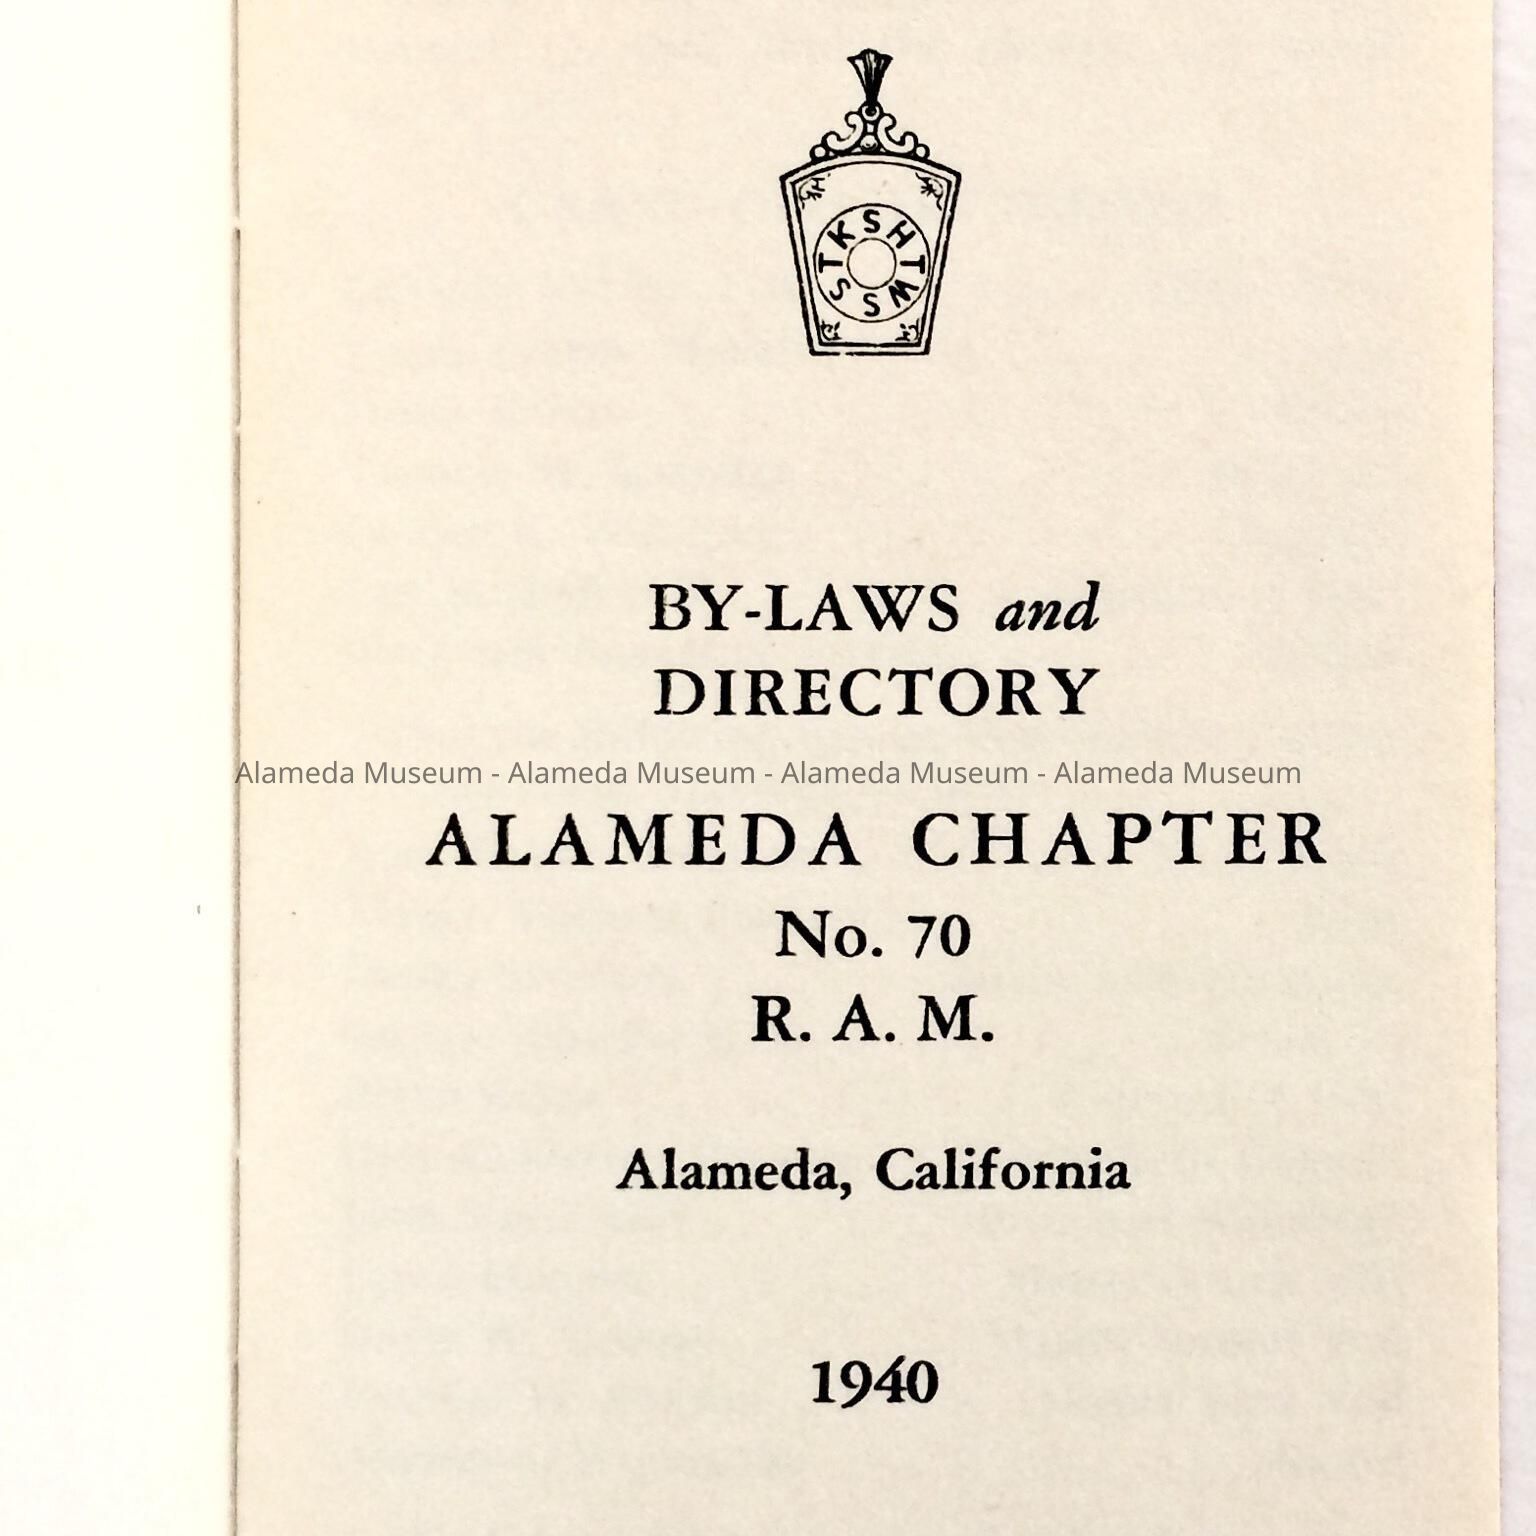 KSHTWSST
BY-LAWS and
DIRECTORY
Alameda Museum - Alameda Museum - Alameda Museum - Alameda Museum
ALAMEDA CHAPTER
No. 70
R. A. M.
Alameda, California
1940